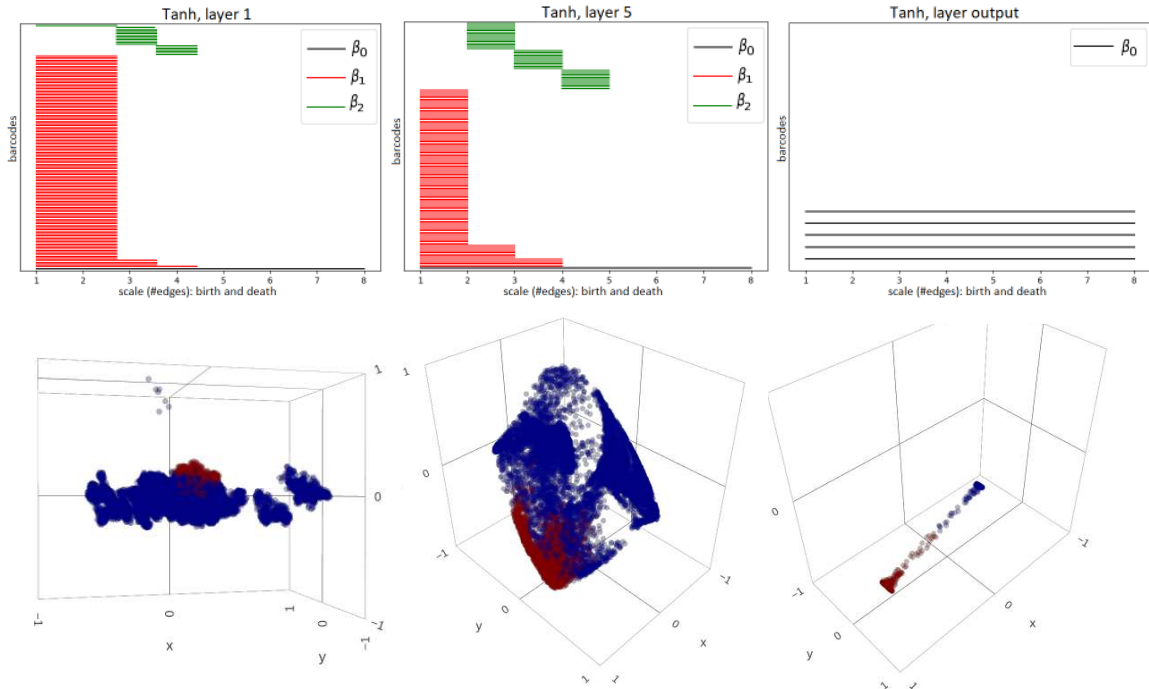 Tanh, layer 1
β0
β1
β2
barcodes
1 2 3 4 5 6 7 8
scale (#edges): birth and death
Tanh, layer 5
β0
β1
β2
barcodes
1 2 3 4 5 6 7 8
scale (#edges): birth and death
Tanh, layer output
β0
barcodes
1 2 3 4 5 6 7 8
scale (#edges): birth and death
1
0
−1
−1
0
1
0
−1
x
y
1
0
−1
−1
0
0
1
1
y
x
0
−1
−1
0
0
1
1
y
x